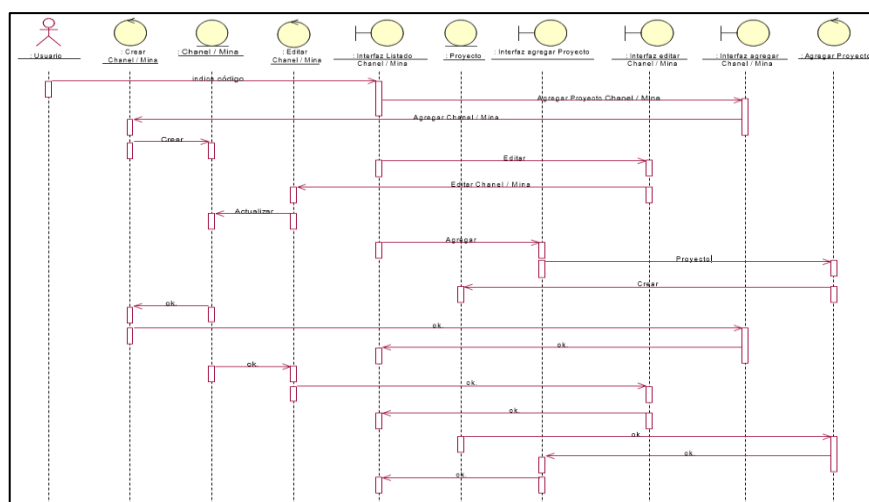 : Usuario
: Crear
Chanel / Mina
: Chanel / Mina
: Editar
Chanel / Mina
: Interfaz Listado
Chanel / Mina
: Proyecto
: Interfaz agregar Proyecto
: Interfaz editar
Chanel / Mina
: Interfaz agregar
Chanel / Mina
: Agregar Proyecto
indica código
Agregar Proyecto Chanel / Mina
Agregar Chanel / Mina
Crear
Editar
Editar Chanel / Mina
Actualizar
Agregar
Proyecto
Crear
ok.
ok.
ok.
ok.
ok.
ok.
ok.
ok.
ok.